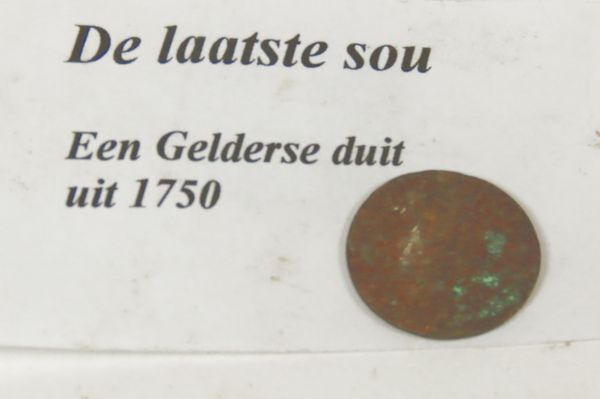 De laatste sou
Een Gelderse duit
uit 1750